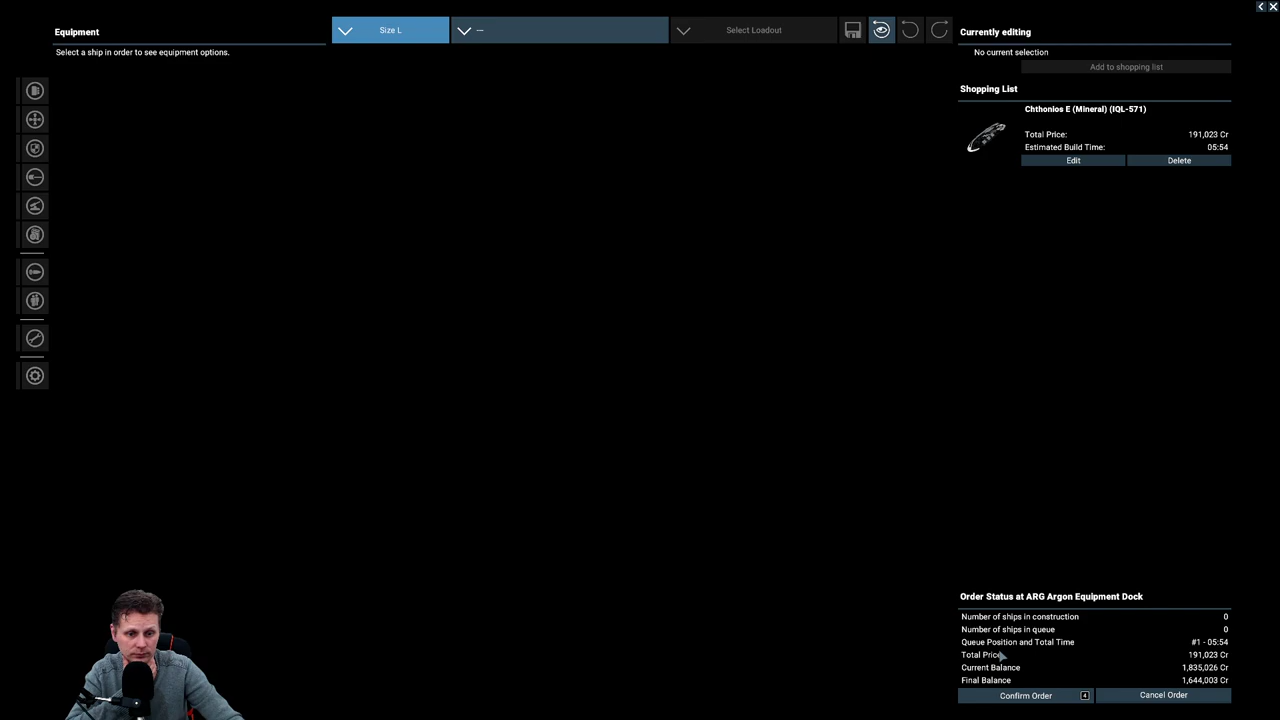 Equipment
Select a ship in order to see equipment options.
Size L
---
Select Loadout
Currently editing
No current selection
Add to shopping list
Shopping List
Chthonios E (Mineral) (IQL-571)
Total Price: 191,023 Cr
Estimated Build Time: 05:54
Edit Delete
Order Status at ARG Argon Equipment Dock
Number of ships in construction 0
Number of ships in queue 0
Queue Position and Total Time #1 - 05:54
Total Price 191,023 Cr
Current Balance 1,835,026 Cr
Final Balance 1,644,003 Cr
Confirm Order 4 Cancel Order